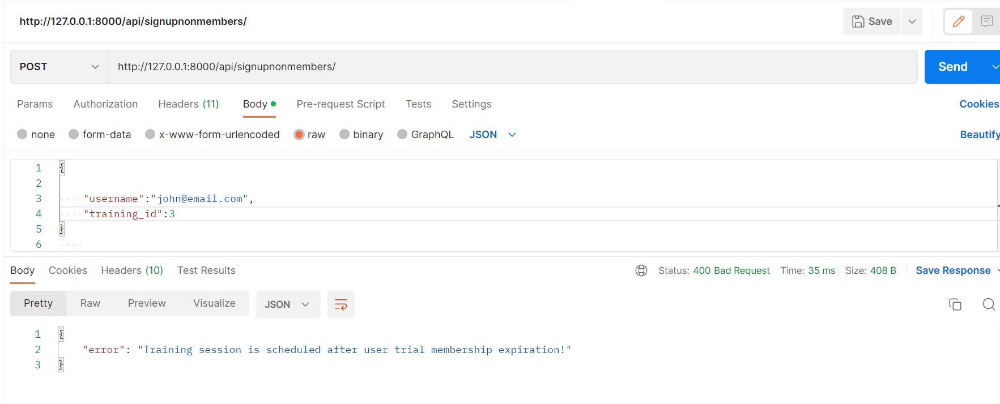 http://127.0.0.1:8000/api/signupnonmembers/ Save
POST http://127.0.0.1:8000/api/signupnonmembers/ Send
Params Authorization Headers (11) Body Pre-request Script Tests Settings Cookies
none form-data x-www-form-urlencoded raw binary GraphQL JSON Beautify
1 {
2
3 "username":"john@email.com",
4 "training_id":3
5 }
6
Body Cookies Headers (10) Test Results Status: 400 Bad Request Time: 35 ms Size: 408 B Save Response
Pretty Raw Preview Visualize JSON
1 {
2 "error": "Training session is scheduled after user trial membership expiration!"
3 }